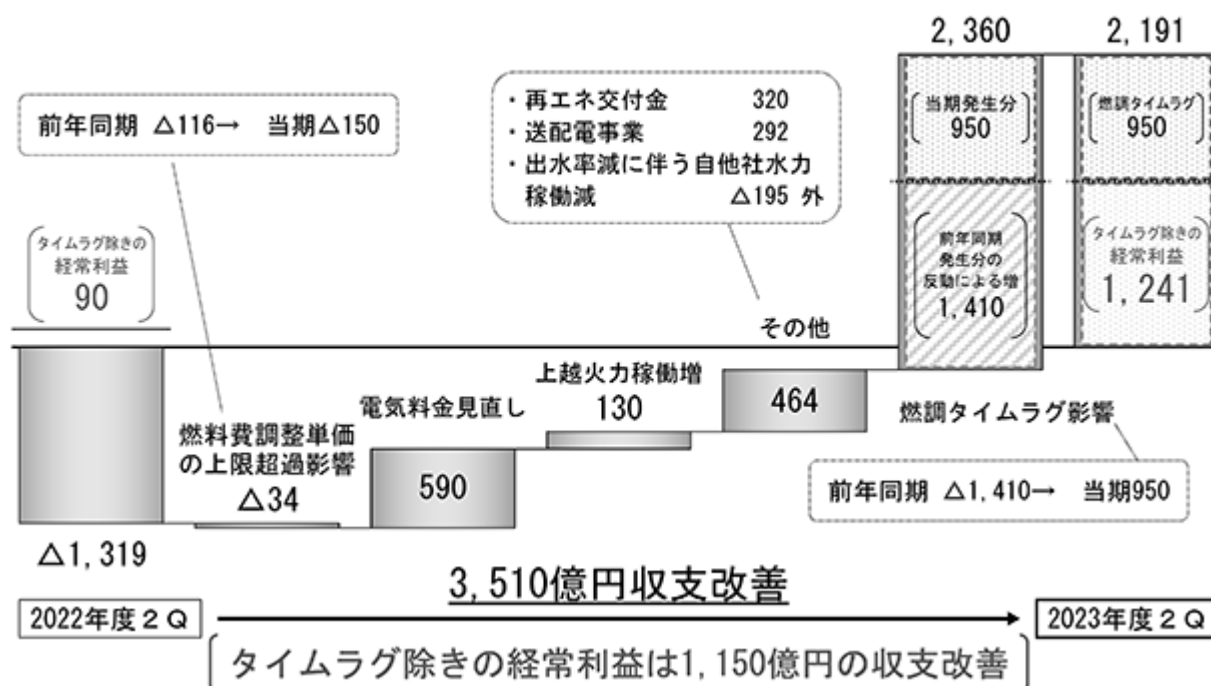 2,360
2,191
前年同期 △116→ 当期△150
・再エネ交付金 320
・送配電事業 292
・出水率減に伴う自他社水力
稼働減 △195 外
当期発生分
950
燃調タイムラグ
950
タイムラグ除きの
経常利益
90
前年同期
発生分の
反動による増
1,410
タイムラグ除きの
経常利益
1,241
その他
上越火力稼働増
130
464
電気料金見直し
590
燃料費調整単価
の上限超過影響
△34
燃調タイムラグ影響
前年同期 △1,410→ 当期950
△1,319
3,510億円収支改善
2022年度2Q
2023年度2Q
タイムラグ除きの経常利益は1,150億円の収支改善